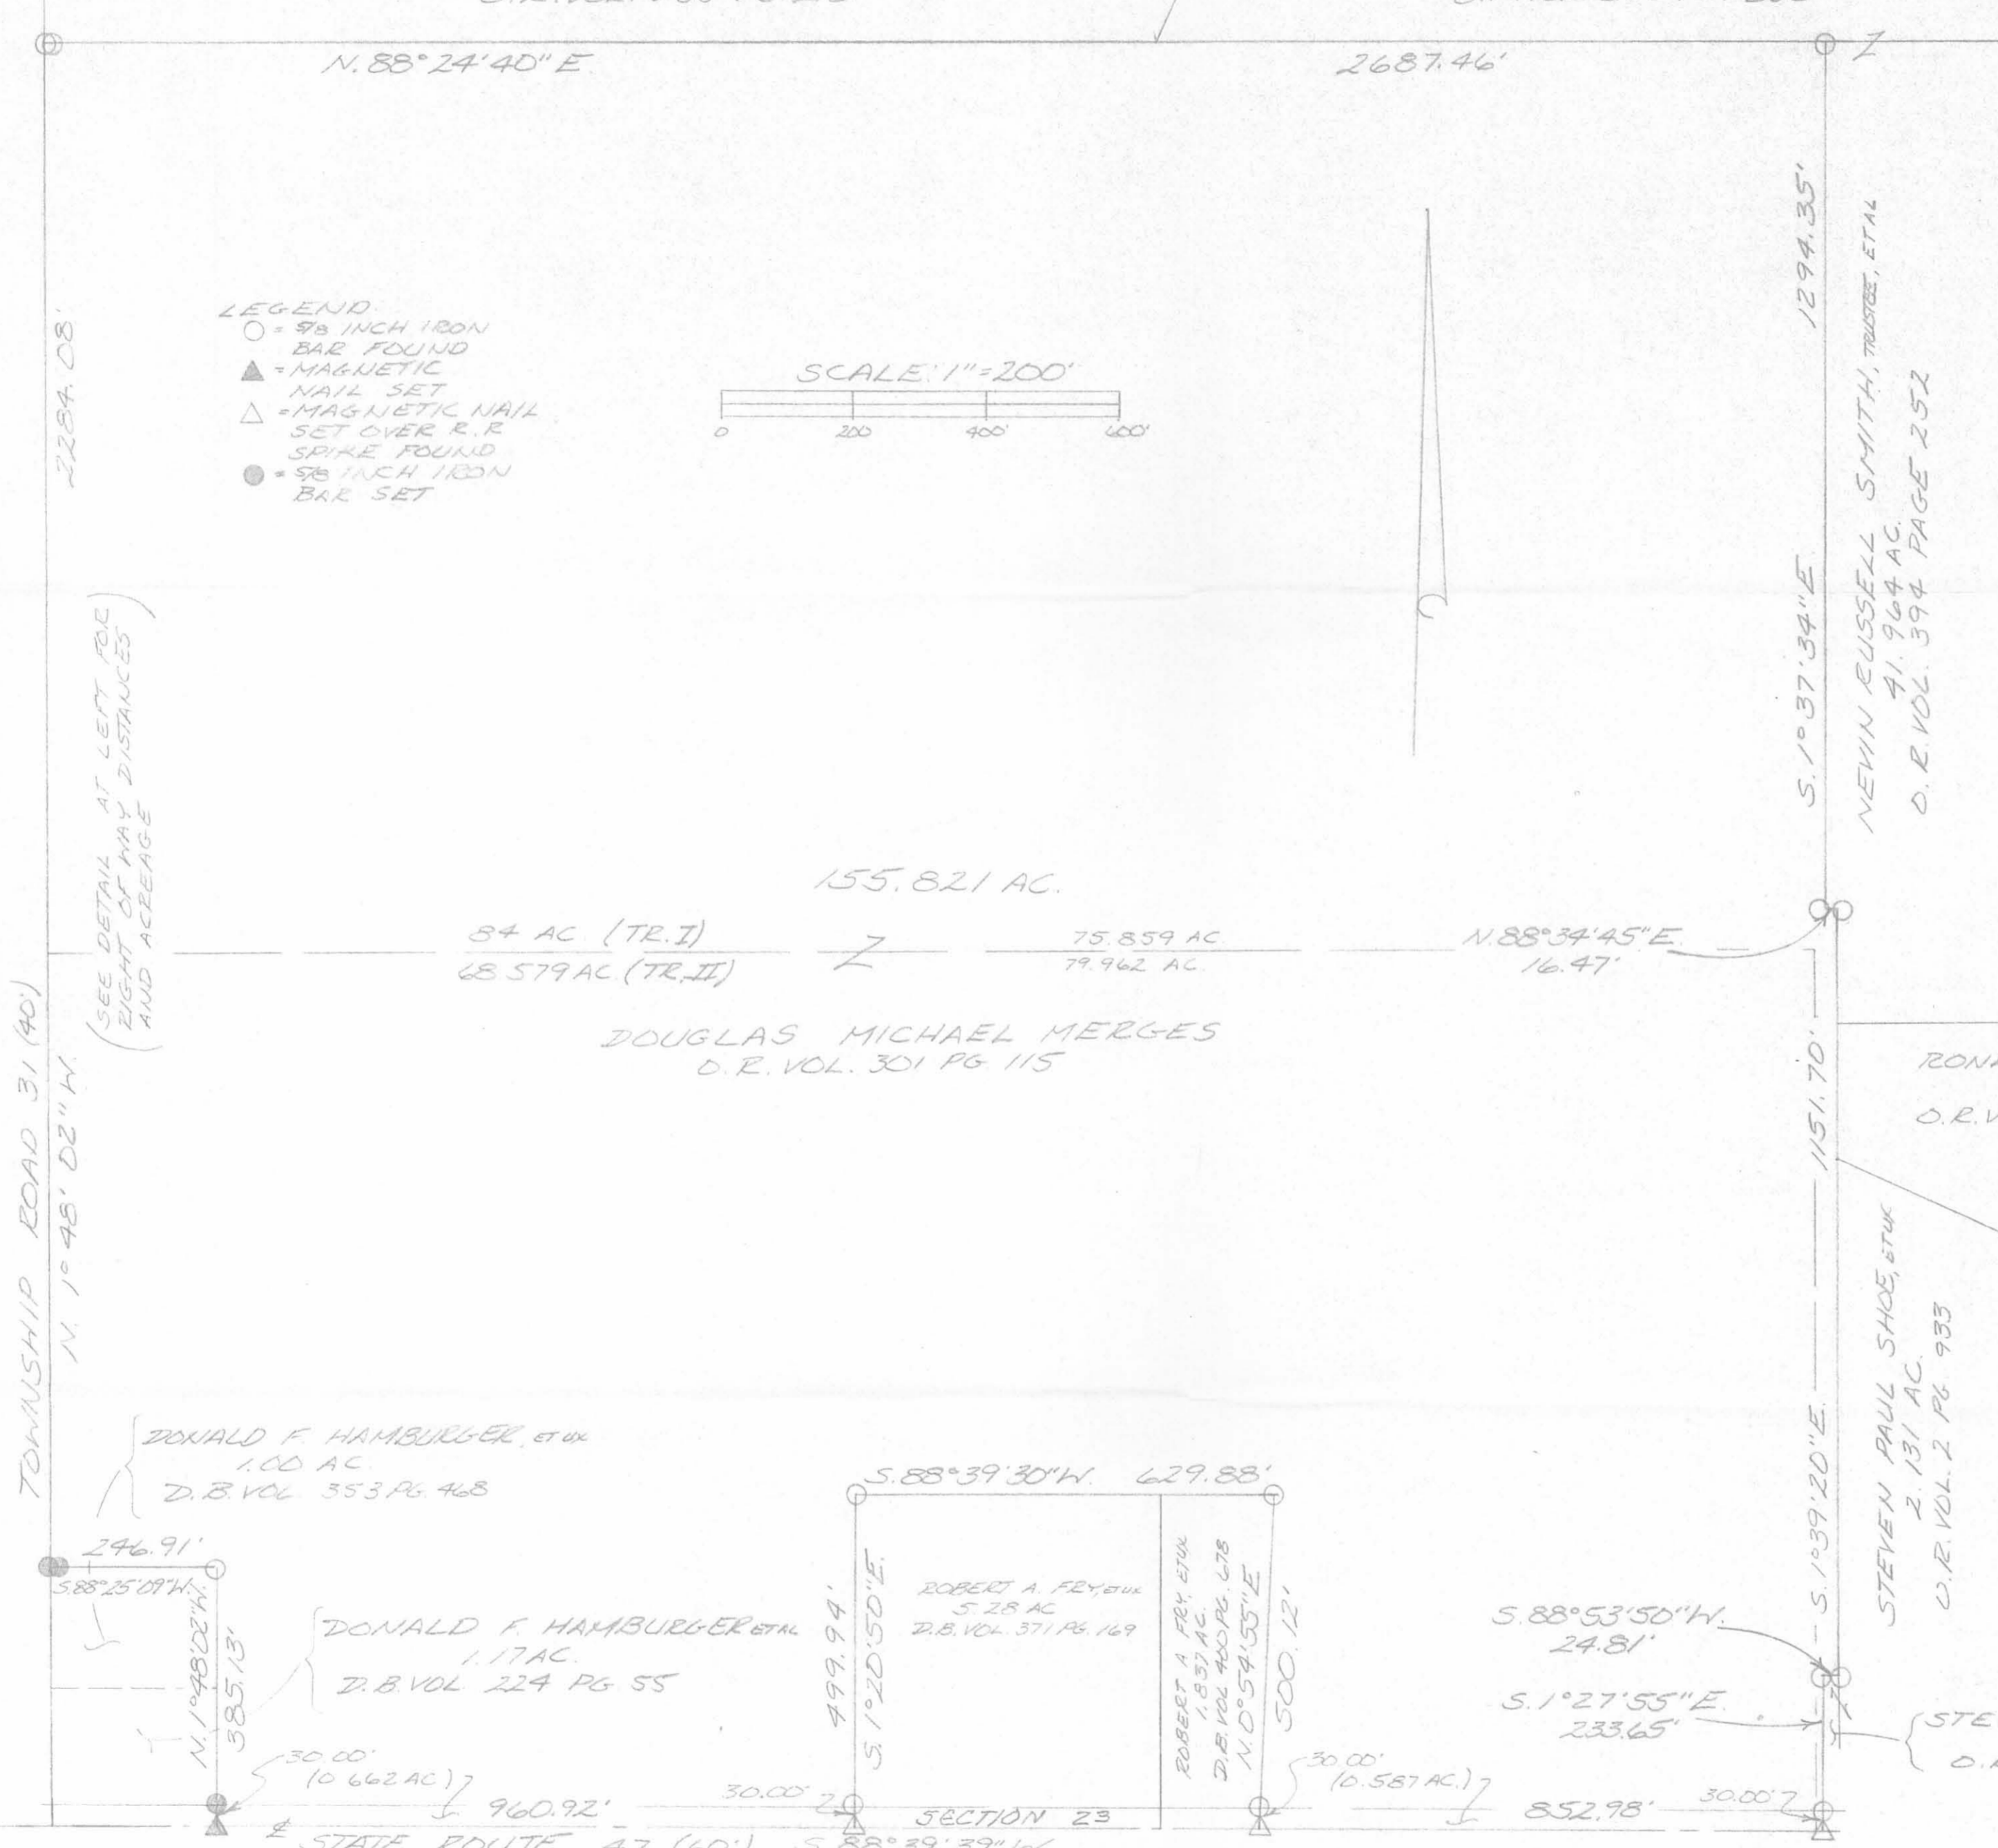 N. 88° 24' 40" E.
2687.46'
Z
2284.08'
LEGEND
○ = 5/8 INCH IRON
BAR FOUND
▲ = MAGNETIC
NAIL SET
△ = MAGNETIC NAIL
SET OVER R.R
SPIKE FOUND
● = 5/8 INCH IRON
BAR SET
SCALE: 1" = 200'
0 200' 400' 600'
1294.35'
S. 1° 37' 34" E.
NEVIN RUSSELL SMITH, TRUSTEE, ET AL
41.964 AC.
O.R. VOL. 394 PAGE 252
(SEE DETAIL AT LEFT FOR
RIGHT OF WAY DISTANCES
AND ACREAGE)
155.821 AC.
84 AC (TR. I)
68.579 AC. (TR. II)
Z
75.859 AC
79.962 AC.
N. 88° 34' 45" E.
16.47'
DOUGLAS MICHAEL MERGES
O.R. VOL. 301 PG 115
TOWNSHIP ROAD 31 (40')
N. 1° 48' 02" W.
1151.70'
S. 1° 39' 20" E.
RONA
O.R.V
STEVEN PAUL SHOE, ET UX
2.131 AC.
O.R. VOL. 2 PG. 933
DONALD F. HAMBURGER, ET UX
1.00 AC.
D.B. VOL 353 PG. 468
246.91'
S. 88° 25' 09" W.
N. 1° 48' 02" W.
385.13'
DONALD F. HAMBURGER ET AL
1.17 AC.
D.B. VOL 224 PG. 55
S. 88° 39' 30" W. 629.88'
499.94'
S. 1° 20' 50" E.
ROBERT A. FRY, ET UX
5.28 AC
D.B. VOL. 371 PG. 169
ROBERT A FRY, ET UX
1.837 AC.
D.B. VOL 400 PG. 678
N. 0° 54' 55" E
500.12'
S. 88° 53' 50" W.
24.81'
S. 1° 27' 55" E.
233.65'
STE
O.
30.00'
(0.662 AC)
960.92'
30.00'
SECTION 23
30.00'
(0.587 AC.)
852.98'
30.00'
Z
℄ STATE ROUTE 47 (60') S 88° 39' 39" W